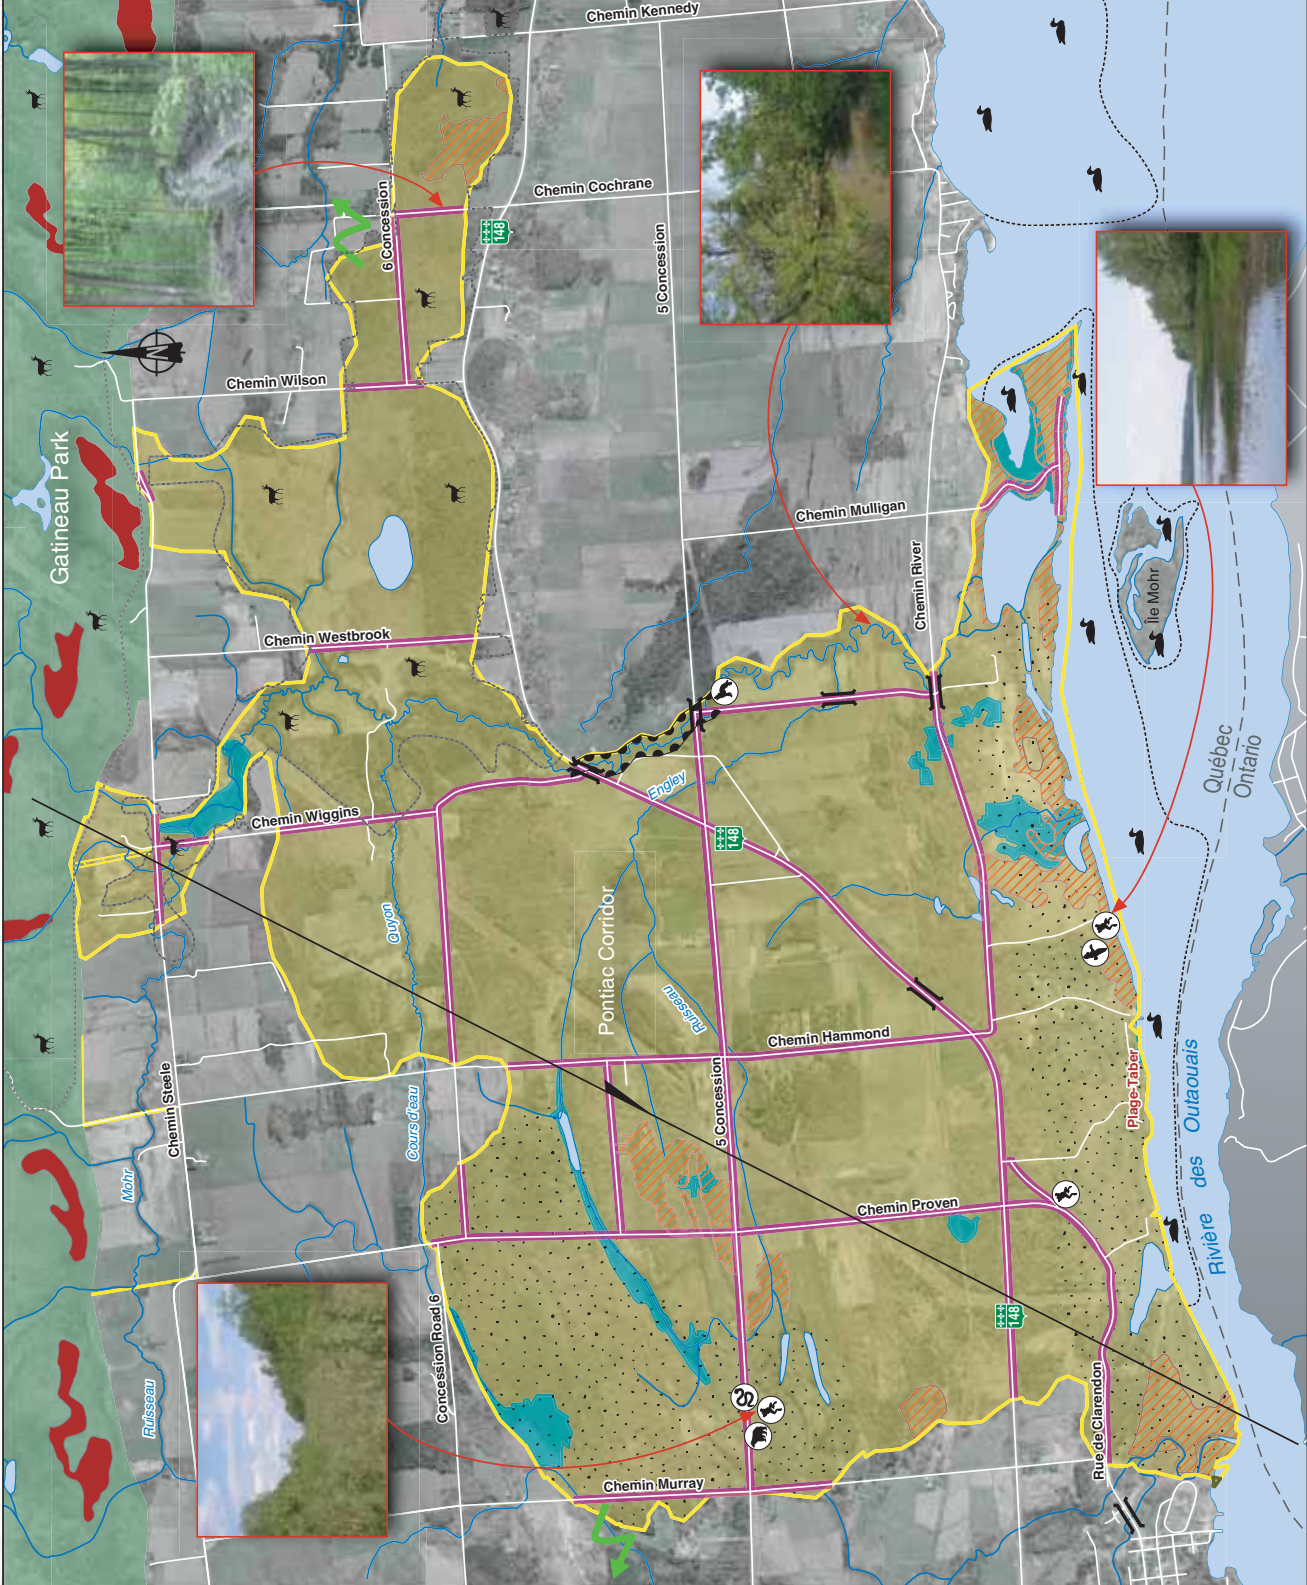 Chemin Kennedy
Chemin Cochrane
6 Concession
148
5 Concession
Chemin Wilson
Gatineau Park
N
Chemin Mulligan
Chemin River
Île Mohr
Chemin Westbrook
Québec
Ontario
Chemin Wiggins
Engley
148
Quyon
Pontiac Corridor
Ruisseau
Chemin Hammond
Chemin Steele
Cours d'eau
5 Concession
Plage-Taber
Rivière des Outaouais
Mohr
Chemin Proven
148
Concession Road 6
Ruisseau
Rue de Clarendon
Chemin Murray